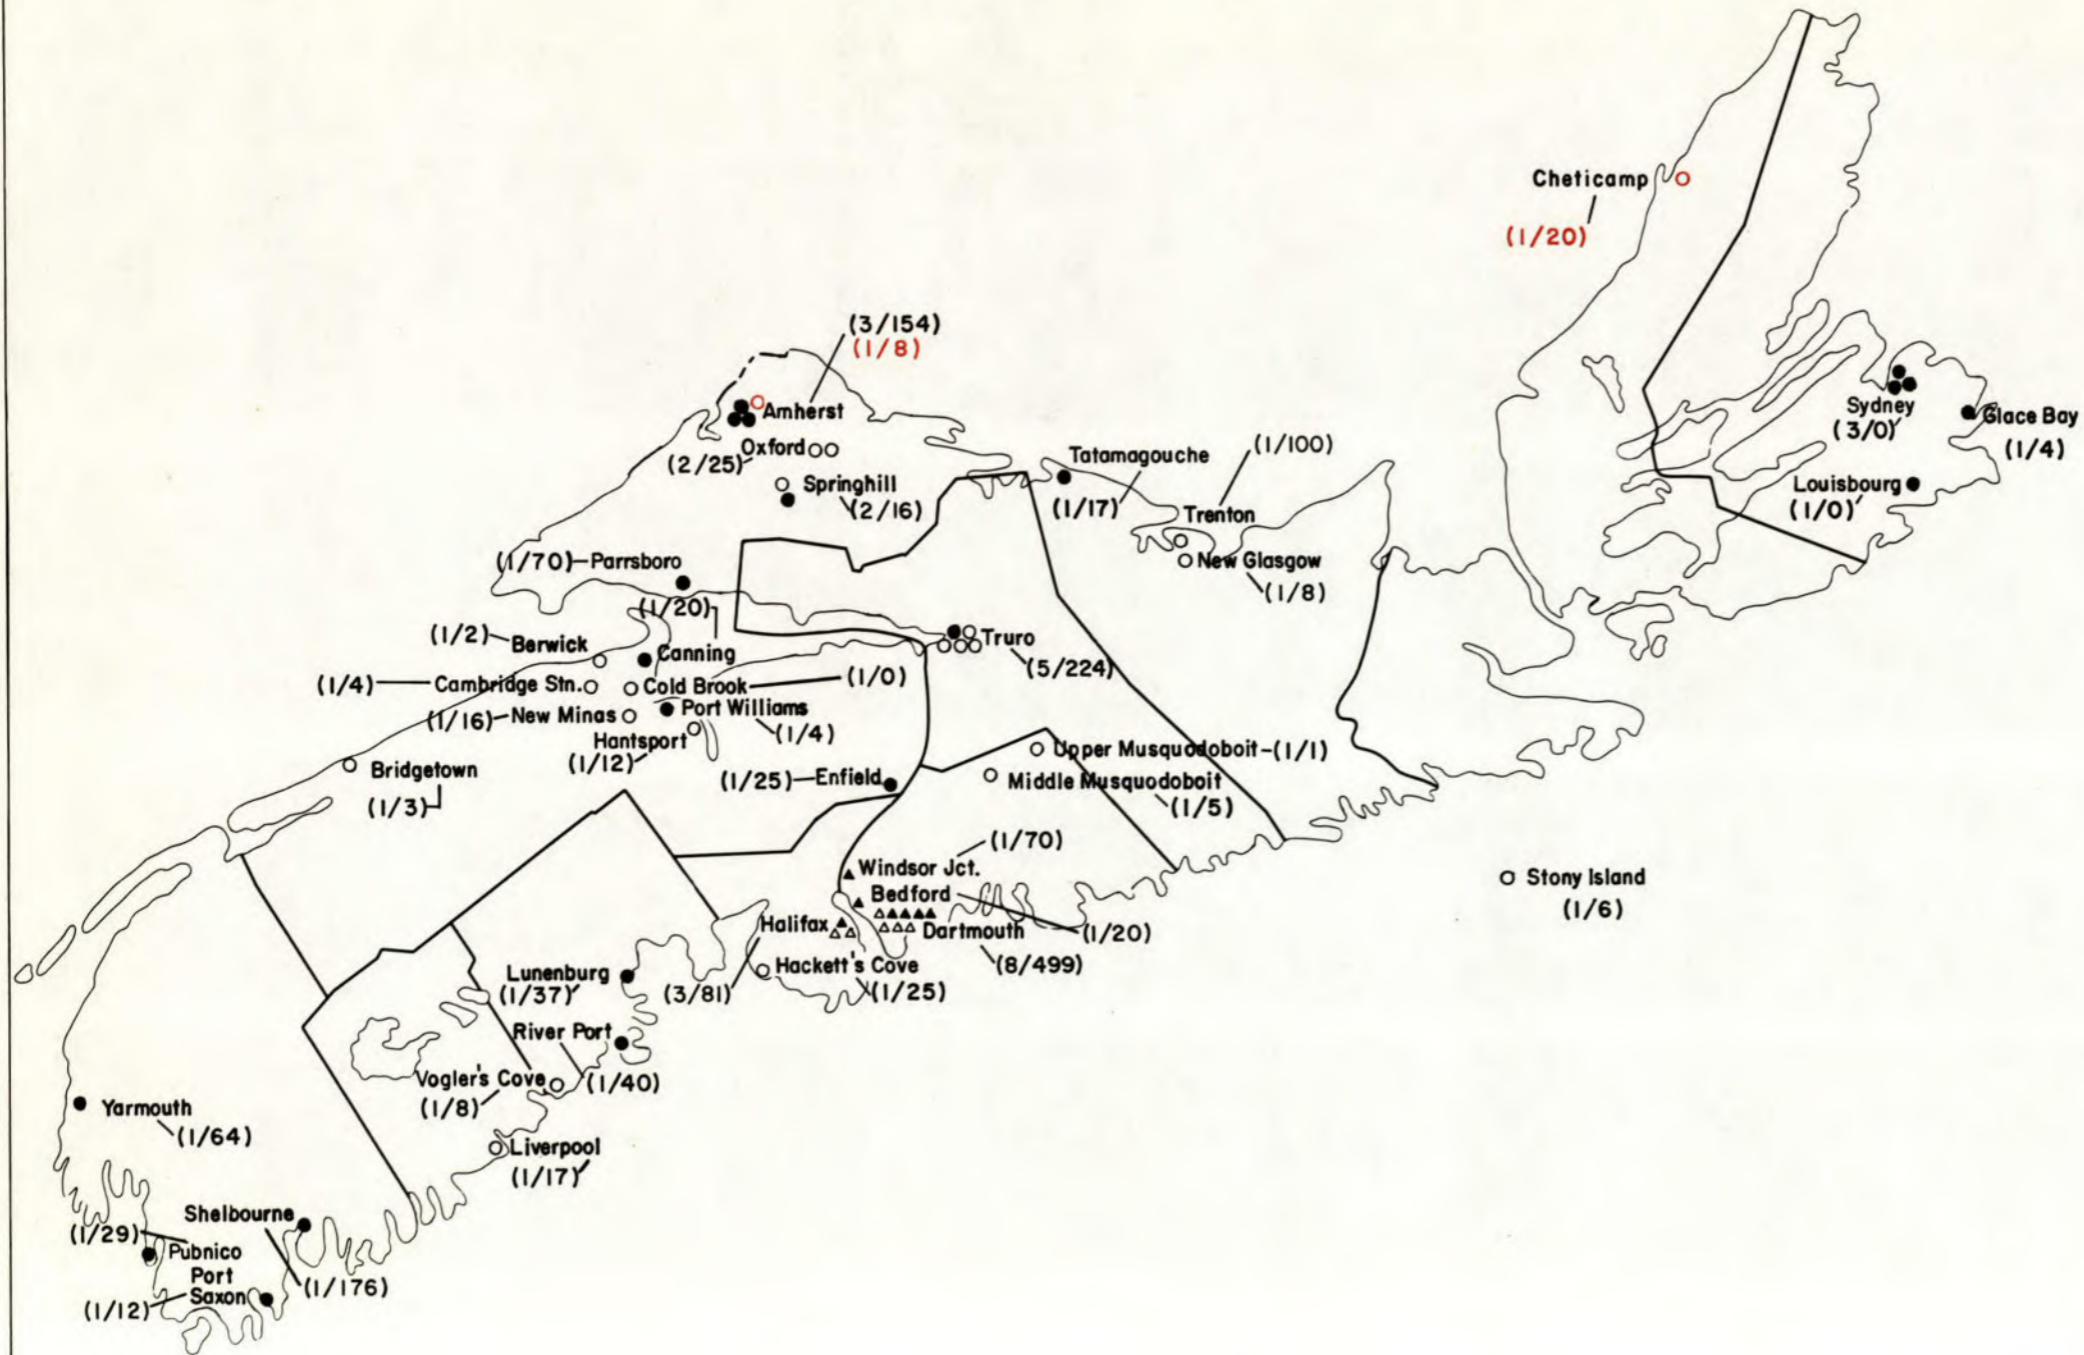 Cheticamp
(1/20)
(3/154)
(1/8)
Amherst
Oxford
(2/25)
Springhill
(2/16)
Sydney
(3/0)
Glace Bay
(1/4)
Louisbourg
(1/0)
Tatamagouche
(1/17)
(1/100)
Trenton
New Glasgow
(1/8)
(1/70) Parrsboro
(1/20)
(1/2) Berwick
Canning
Truro
(5/224)
(1/4) Cambridge Stn.
Cold Brook
(1/0)
(1/16) New Minas
Port Williams
(1/4)
Hantsport
(1/12)
Upper Musquodoboit-(1/1)
Bridgetown
(1/3)
(1/25) Enfield
Middle Musquodoboit
(1/5)
(1/70)
Windsor Jct.
Bedford
(1/20)
Halifax
(3/81)
Dartmouth
(8/499)
Stony Island
(1/6)
Hackett's Cove
(1/25)
Lunenburg
(1/37)
River Port
(1/40)
Vogler's Cove
(1/8)
Yarmouth
(1/64)
Liverpool
(1/17)
Shelbourne
(1/176)
(1/29)
Pubnico
Port
Saxon
(1/12)